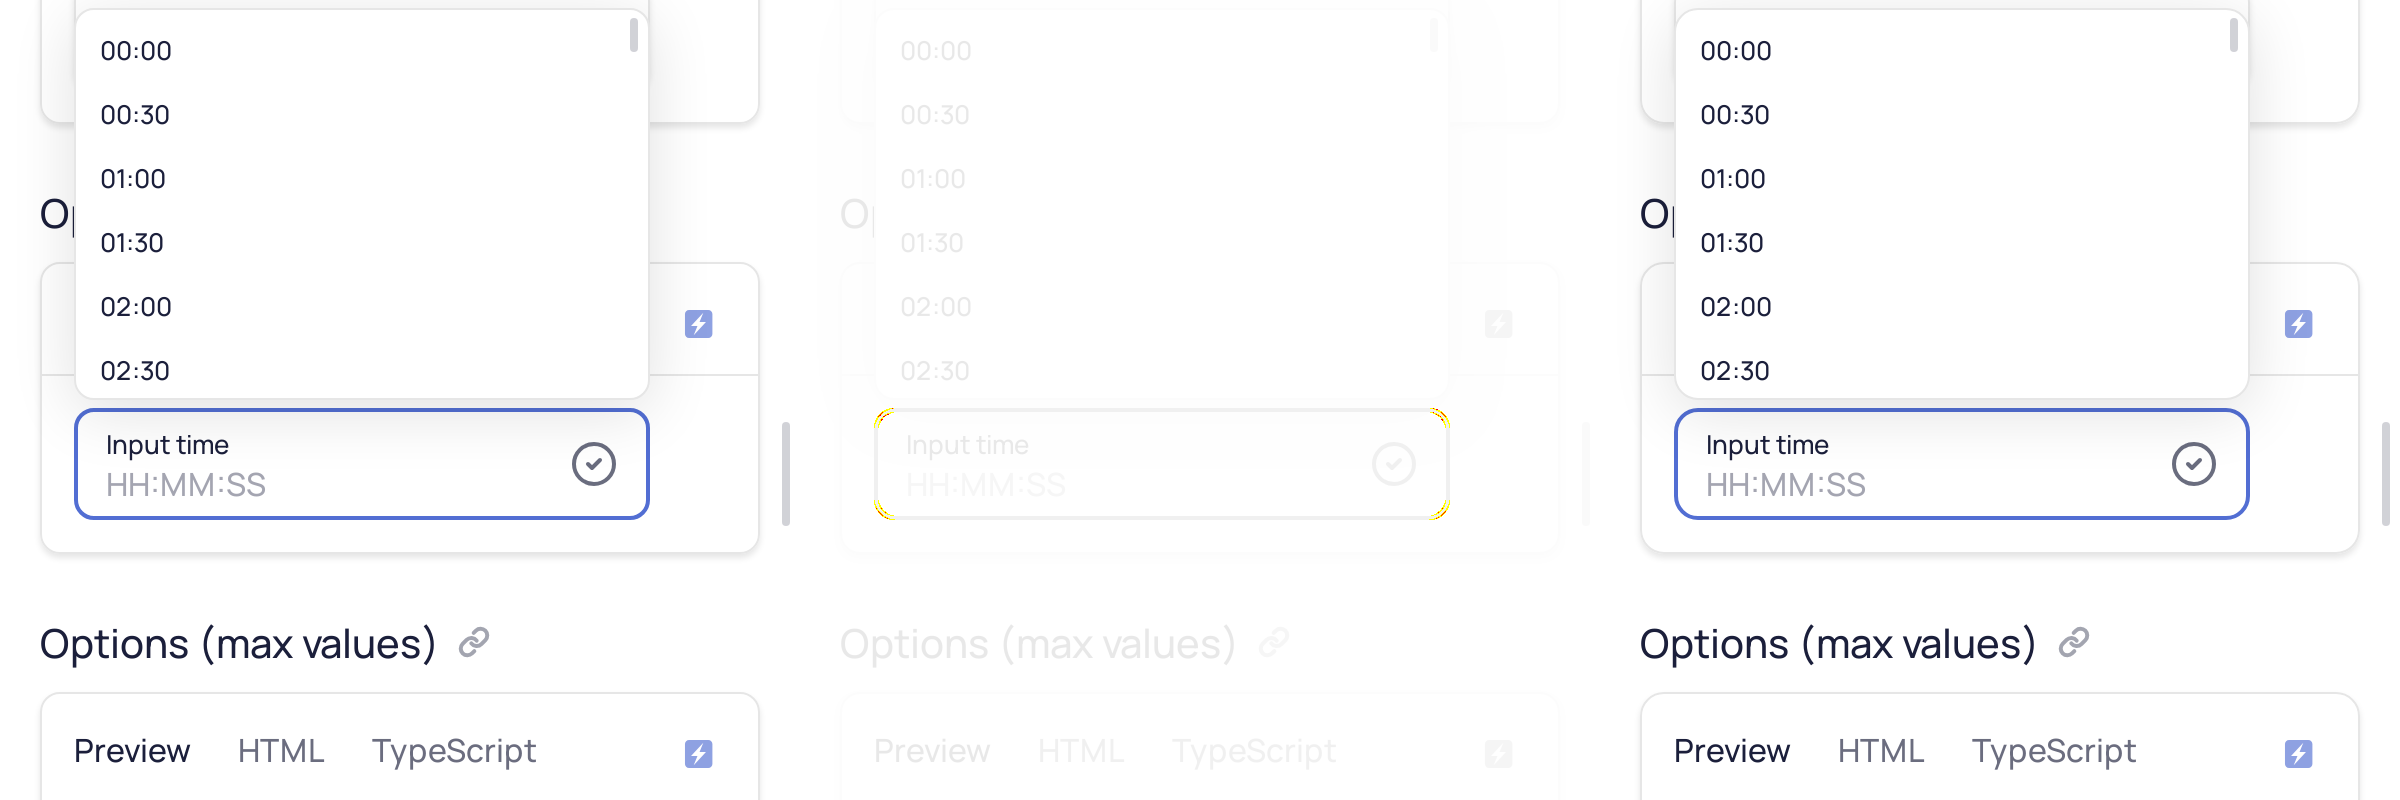 00:00
00:30
01:00
Op
01:30
02:00
02:30
Input time
HH:MM:SS
Options (max values)
Preview HTML TypeScript
00:00
00:30
01:00
Op
01:30
02:00
02:30
Input time
HH:MM:SS
Options (max values)
Preview HTML TypeScript
00:00
00:30
01:00
Op
01:30
02:00
02:30
Input time
HH:MM:SS
Options (max values)
Preview HTML TypeScript